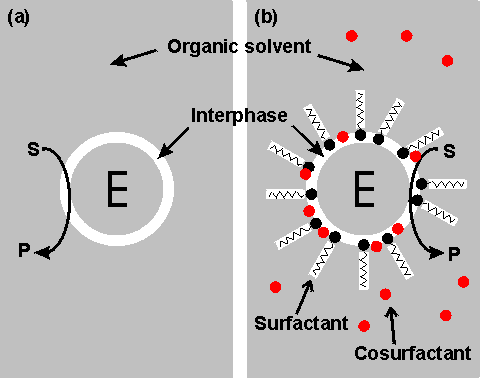 (a)
(b)
Organic solvent
Interphase
S
E
P
S
E
P
Surfactant
Cosurfactant